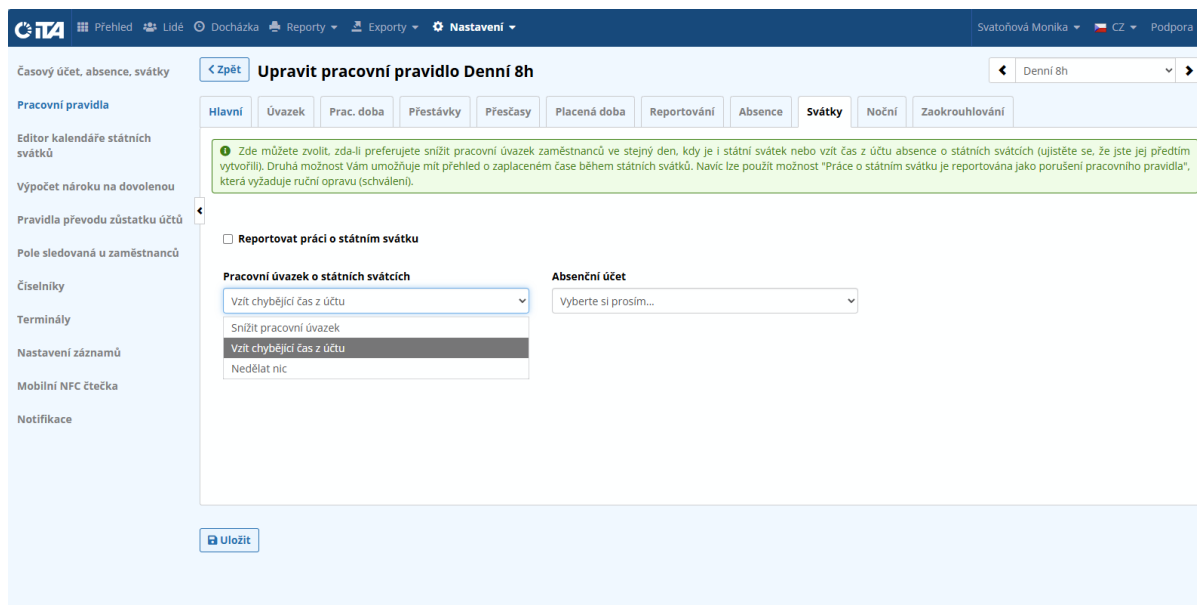 iTA Přehled Lidé Docházka Reporty Exporty Nastavení Svatoňová Monika CZ Podpora
Časový účet, absence, svátky
Pracovní pravidla
Editor kalendáře státních
svátků
Výpočet nároku na dovolenou
Pravidla převodu zůstatku účtů
Pole sledovaná u zaměstnanců
Číselníky
Terminály
Nastavení záznamů
Mobilní NFC čtečka
Notifikace
Zpět Upravit pracovní pravidlo Denní 8h Denní 8h
Hlavní Úvazek Prac. doba Přestávky Přesčasy Placená doba Reportování Absence Svátky Noční Zaokrouhlování
Zde můžete zvolit, zda-li preferujete snížit pracovní úvazek zaměstnanců ve stejný den, kdy je i státní svátek nebo vzít čas z účtu absence o státních svátcích (ujistěte se, že jste jej předtím
vytvořili). Druhá možnost Vám umožňuje mít přehled o zaplaceném čase během státních svátků. Navíc lze použít možnost "Práce o státním svátku je reportována jako porušení pracovního pravidla",
která vyžaduje ruční opravu (schválení).
Reportovat práci o státním svátku
Pracovní úvazek o státních svátcích Absenční účet
Vzít chybějící čas z účtu Vyberte si prosím...
Snížit pracovní úvazek
Vzít chybějící čas z účtu
Nedělat nic
Uložit